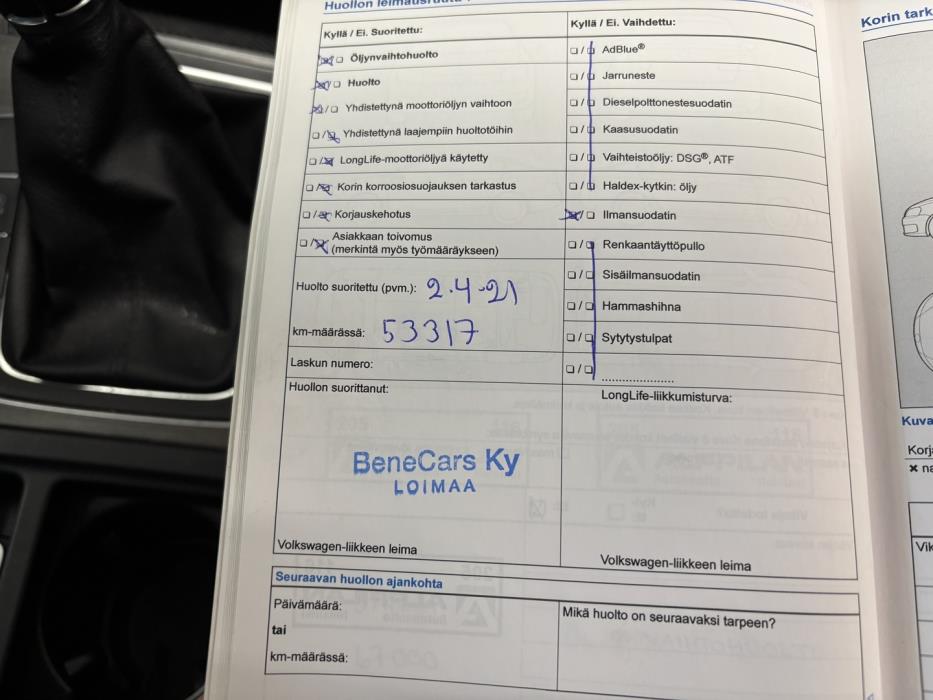 Huollon leimausruutu
Kyllä / Ei. Suoritettu:
Öljynvaihtohuolto
Huolto
Yhdistettynä moottoriöljyn vaihtoon
Yhdistettynä laajempiin huoltotöihin
LongLife-moottoriöljyä käytetty
Korin korroosiosuojauksen tarkastus
Korjauskehotus
Asiakkaan toivomus
(merkintä myös työmääräykseen)
Huolto suoritettu (pvm.): 2.4-21
km-määrässä: 53317
Laskun numero:
Huollon suorittanut:
BeneCars Ky
LOIMAA
Volkswagen-liikkeen leima
Kyllä / Ei. Vaihdettu:
AdBlue®
Jarruneste
Dieselpolttonestesuodatin
Kaasusuodatin
Vaihteistoöljy: DSG®, ATF
Haldex-kytkin: öljy
Ilmansuodatin
Renkaantäyttöpullo
Sisäilmansuodatin
Hammashihna
Sytytystulpat
.....................
LongLife-liikkumisturva:
Volkswagen-liikkeen leima
Seuraavan huollon ajankohta
Päivämäärä:
tai
km-määrässä:
Mikä huolto on seuraavaksi tarpeen?
Korin tark
Kuva
Korj
✖ na
Vik